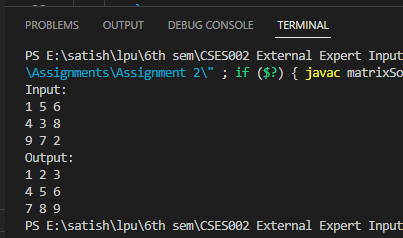 PROBLEMS OUTPUT DEBUG CONSOLE TERMINAL
PS E:\satish\lpu\6th sem\CSES002 External Expert Input
\Assignments\Assignment 2\" ; if ($?) { javac matrixSo
Input:
1 5 6
4 3 8
9 7 2
Output:
1 2 3
4 5 6
7 8 9
PS E:\satish\lpu\6th sem\CSES002 External Expert Input